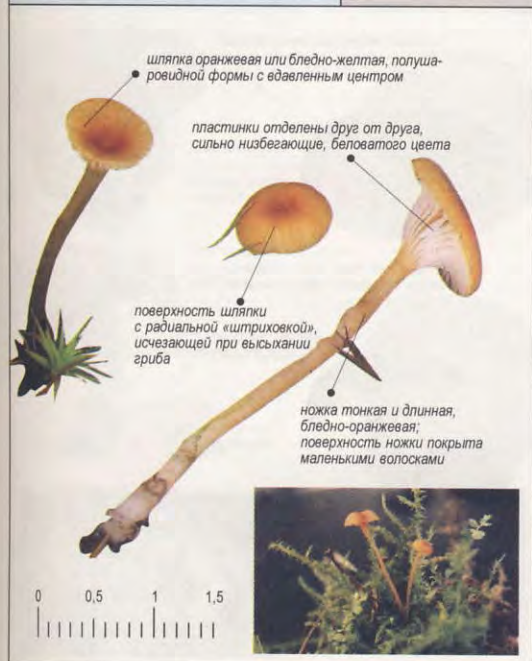 шляпка оранжевая или бледно-желтая, полуша-
ровидной формы с вдавленным центром
пластинки отделены друг от друга,
сильно низбегающие, беловатого цвета
поверхность шляпки
с радиальной «штриховкой»,
исчезающей при высыхании
гриба
ножка тонкая и длинная,
бледно-оранжевая;
поверхность ножки покрыта
маленькими волосками
0 0,5 1 1,5